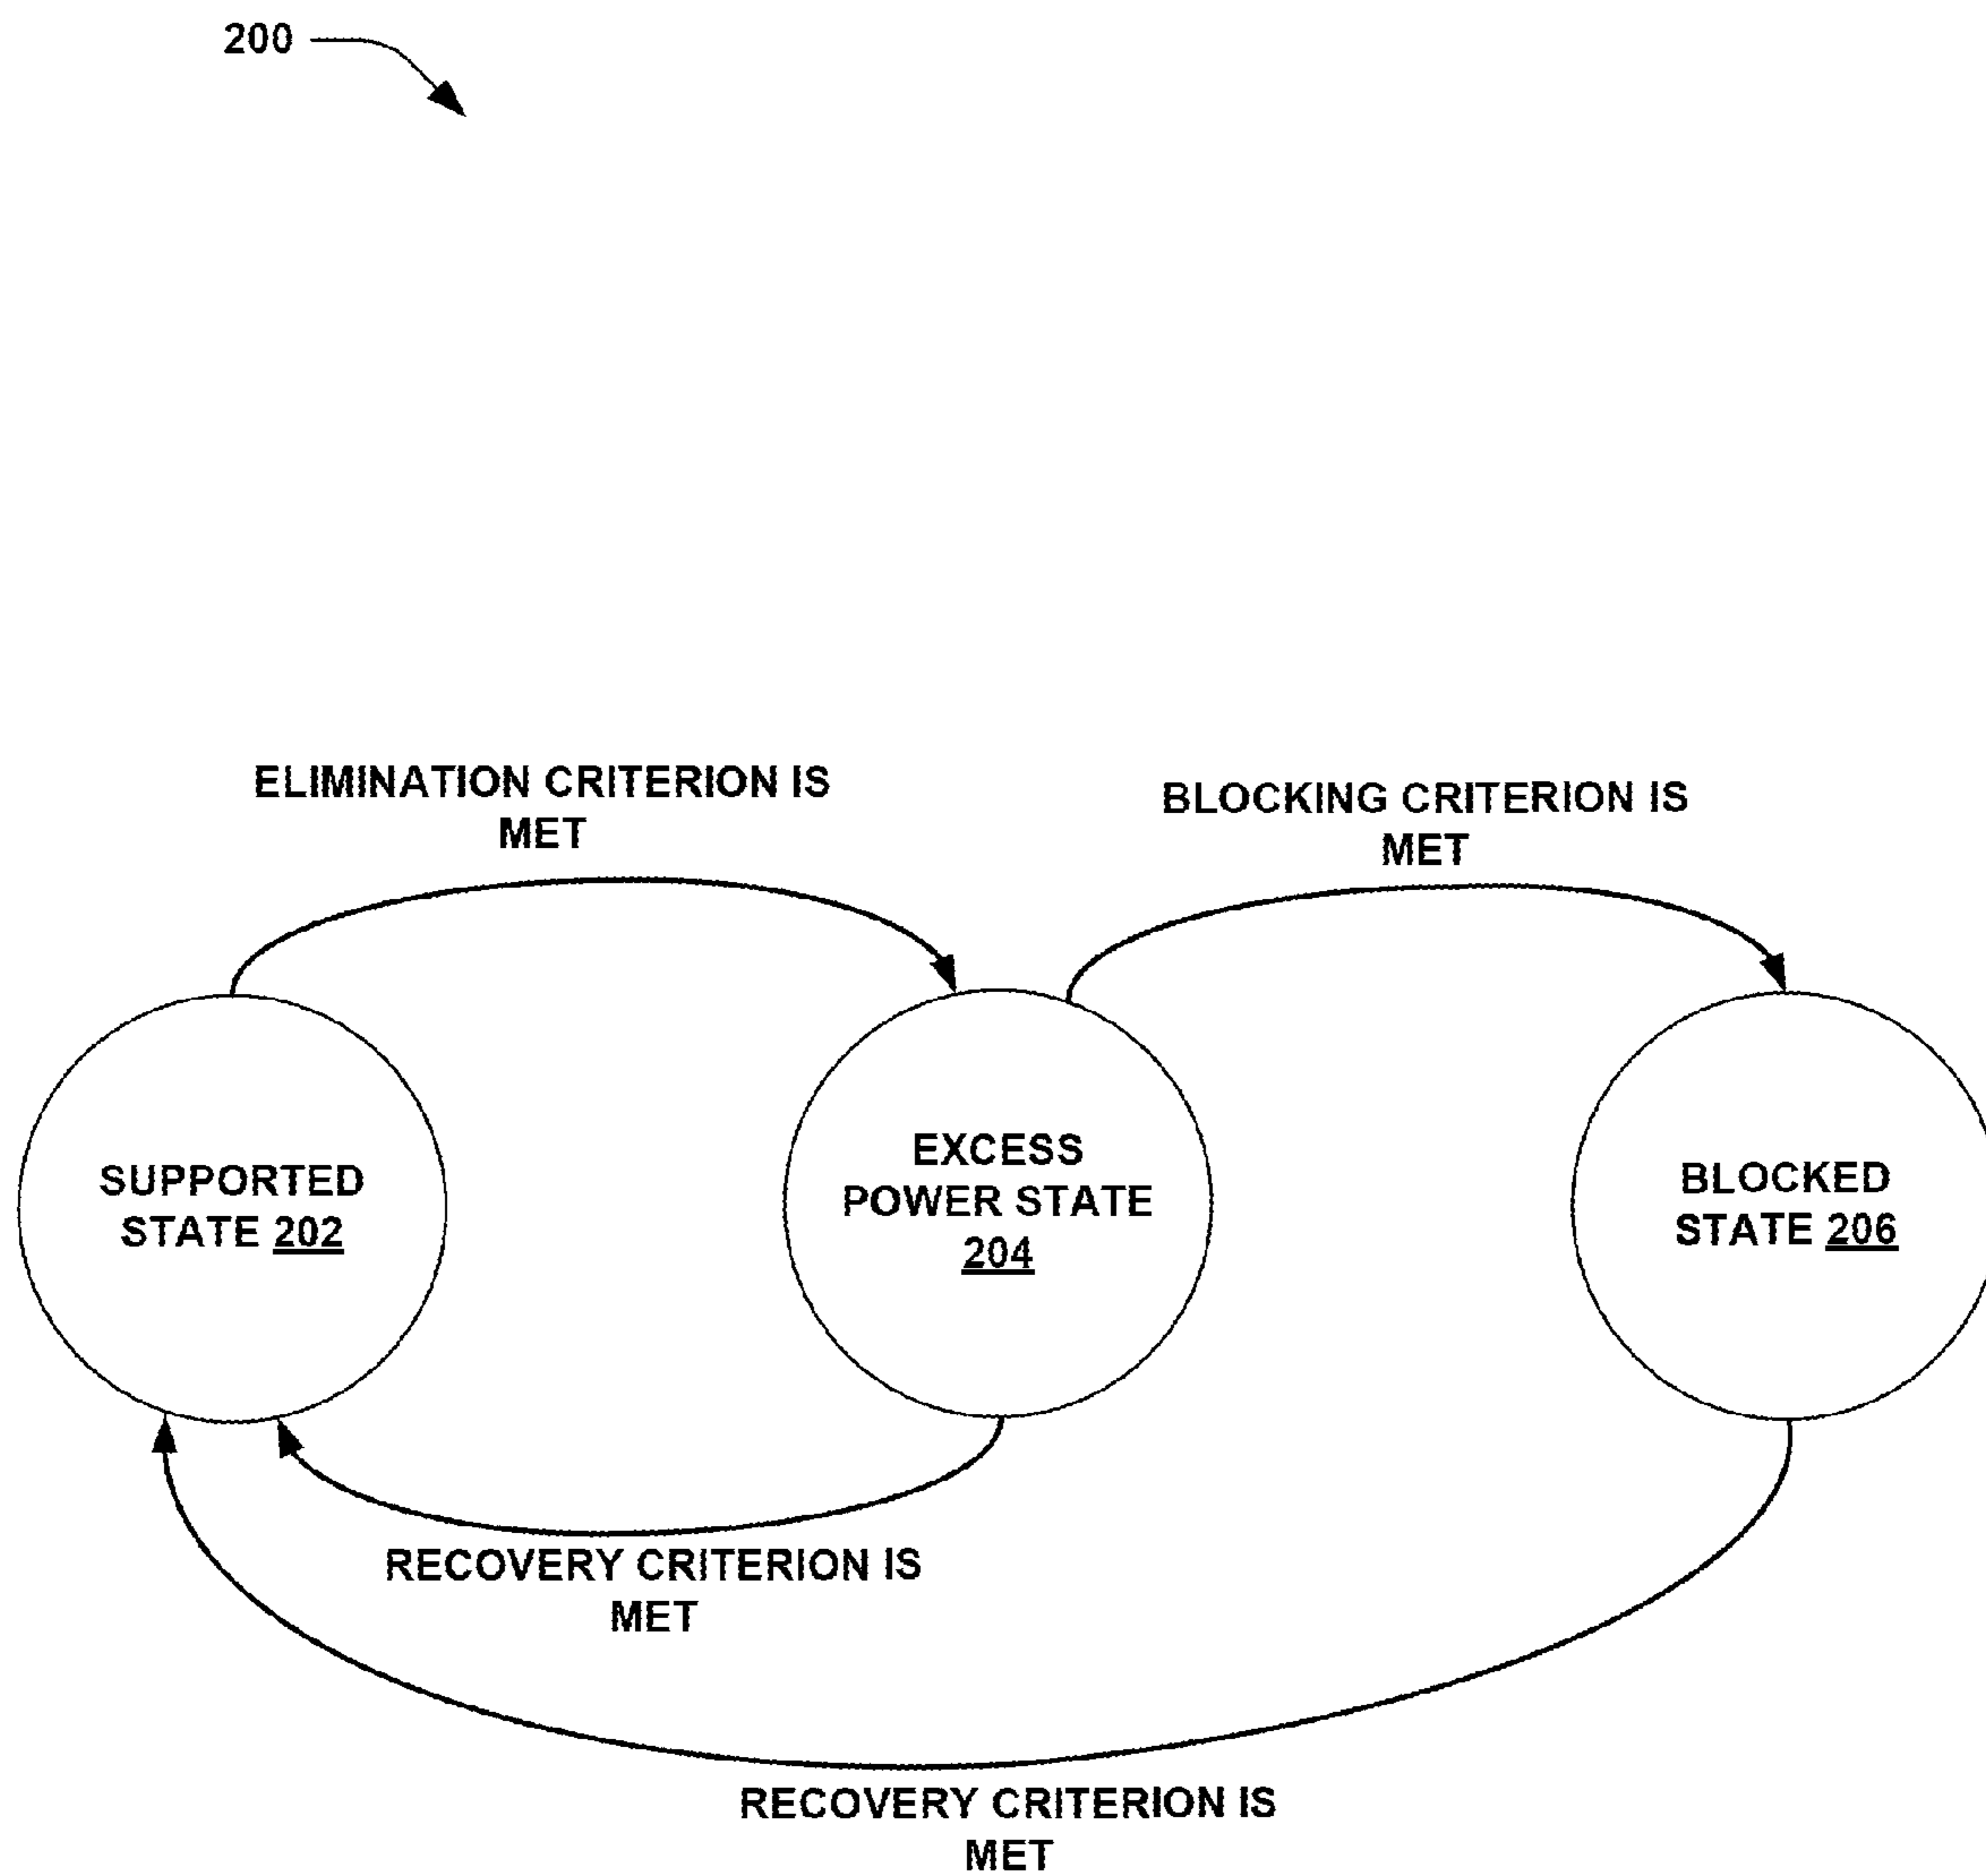 200
ELIMINATION CRITERION IS
MET
BLOCKING CRITERION IS
MET
SUPPORTED
STATE 202
EXCESS
POWER STATE
204
BLOCKED
STATE 206
RECOVERY CRITERION IS
MET
RECOVERY CRITERION IS
MET